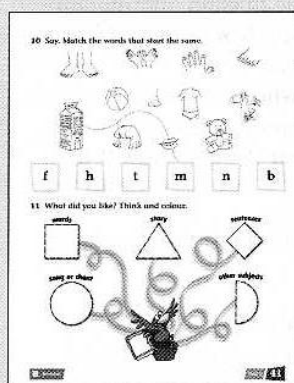 10 Say. Match the words that start the same.
f h t m n b
11 What did you like? Think and colour.
words story sentences
song or chant other subjects
41